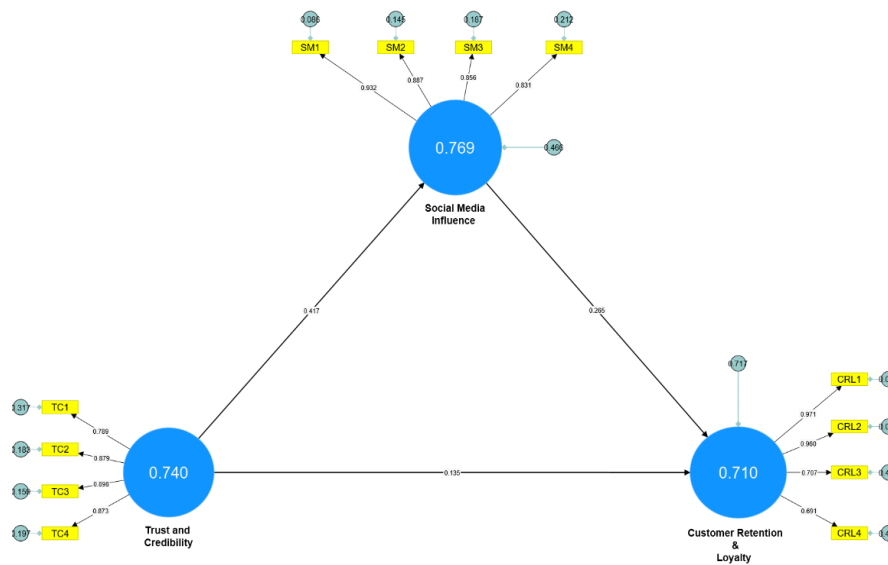 0.086
0.145
0.187
0.212
SM1
SM2
SM3
SM4
0.932
0.887
0.856
0.831
0.769
0.466
Social Media
Influence
0.417
0.265
0.717
CRL1
0.317
TC1
0.971
0.789
CRL2
0.183
TC2
0.879
0.960
0.740
0.135
0.710
0.707
CRL3
0.159
TC3
0.896
0.873
0.691
0.197
TC4
CRL4
Trust and
Credibility
Customer Retention
&
Loyalty